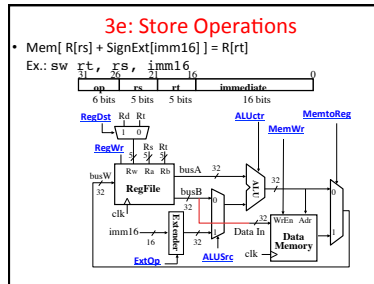 3e: Store Operations
• Mem[ R[rs] + SignExt[imm16] ] = R[rt]
Ex.: sw rt, rs, imm16
31 26 21 16 0
op rs rt immediate
6 bits 5 bits 5 bits 16 bits
RegDst Rd Rt ALUctr MemtoReg
1 0 MemWr
RegWr Rs Rt
5 5 5
busW Rw Ra Rb busA 32
32 RegFile busB 32 ALU 32 0
clk 32 0
imm16 Extender 32 1 Data In 32 WrEn Adr
16 Data Memory 1
clk
ExtOp ALUSrc